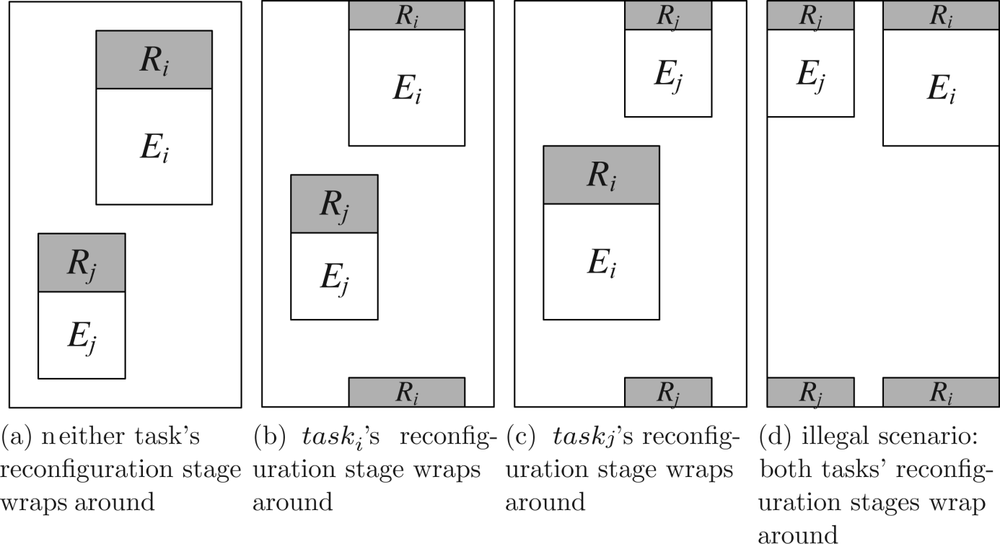 R_i
E_i
R_j
E_j
(a) neither task's
reconfiguration stage
wraps around
R_i
E_i
R_j
E_j
R_i
(b) task_i's reconfig-
uration stage wraps
around
R_j
E_j
R_i
E_i
R_j
(c) taskj's reconfig-
uration stage wraps
around
R_j R_i
E_j E_i
R_j R_i
(d) illegal scenario:
both tasks' reconfig-
uration stages wrap
around